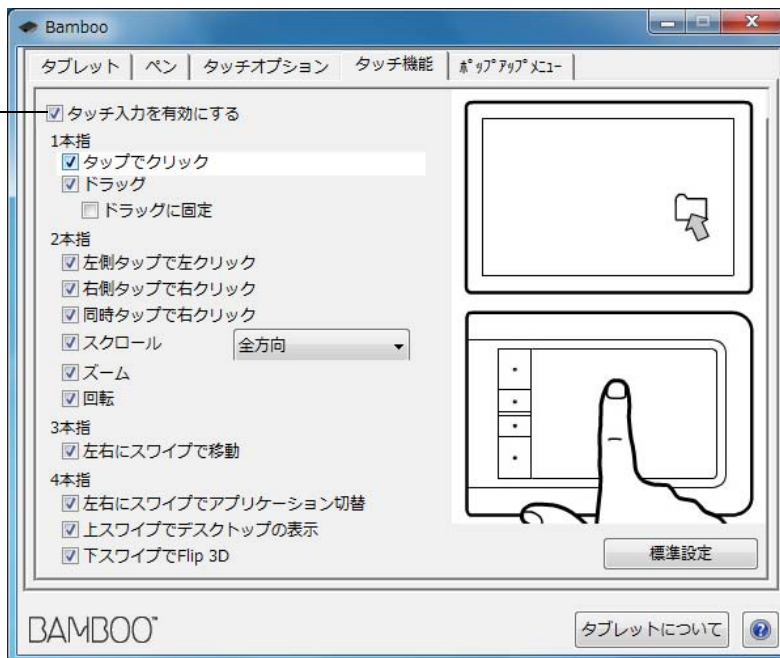 Bamboo
タブレット ペン タッチオプション タッチ機能 ﾎﾟｯﾌﾟｱｯﾌﾟﾒﾆｭｰ
タッチ入力を有効にする
1本指
タップでクリック
ドラッグ
ドラッグに固定
2本指
左側タップで左クリック
右側タップで右クリック
同時タップで右クリック
スクロール 全方向
ズーム
回転
3本指
左右にスワイプで移動
4本指
左右にスワイプでアプリケーション切替
上スワイプでデスクトップの表示
下スワイプでFlip 3D
標準設定
BAMBOO™
タブレットについて ?